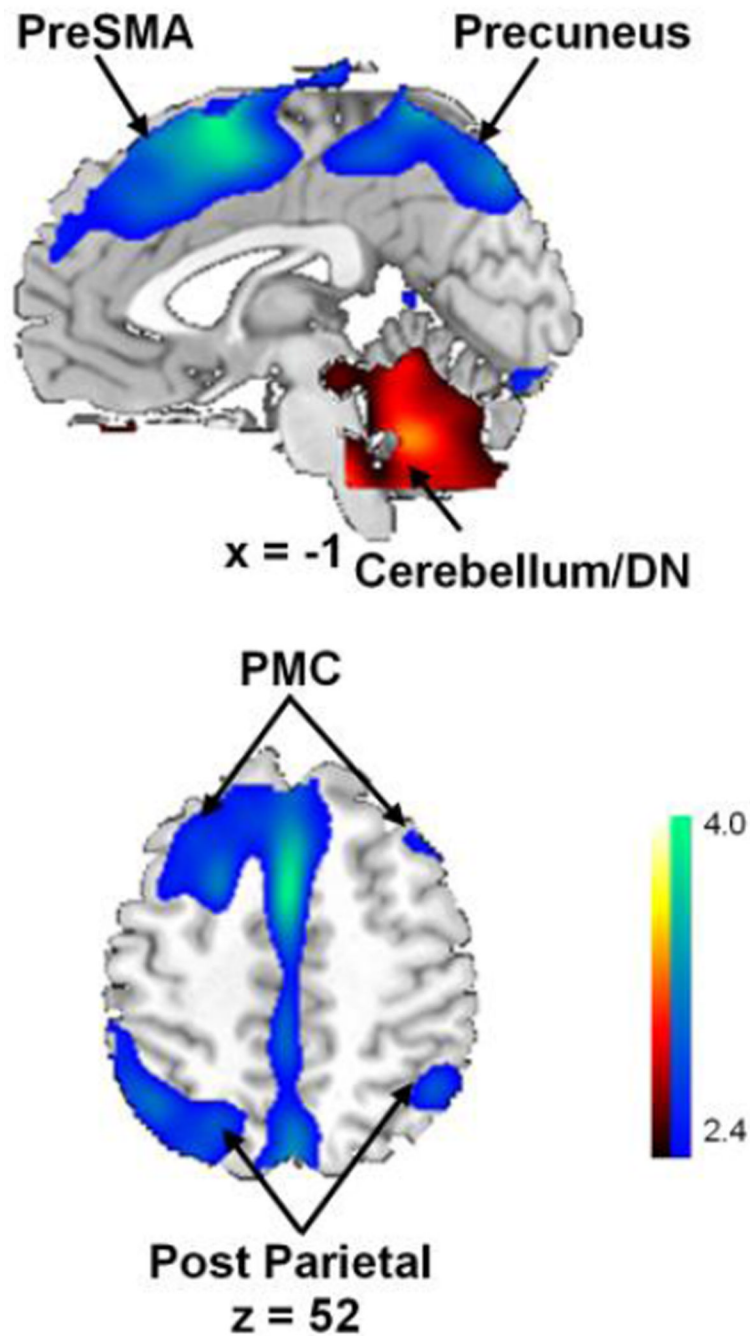 PreSMA
Precuneus
x = -1
Cerebellum/DN
PMC
4.0
2.4
Post Parietal
z = 52